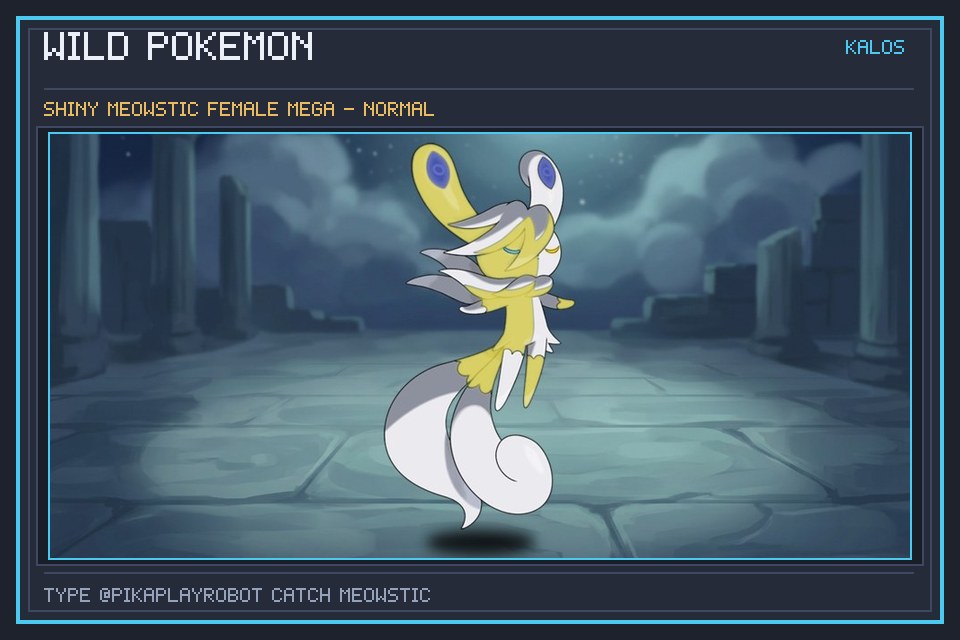 WILD POKEMON
KALOS
SHINY MEOWSTIC FEMALE MEGA - NORMAL
TYPE @PIKAPLAYROBOT CATCH MEOWSTIC